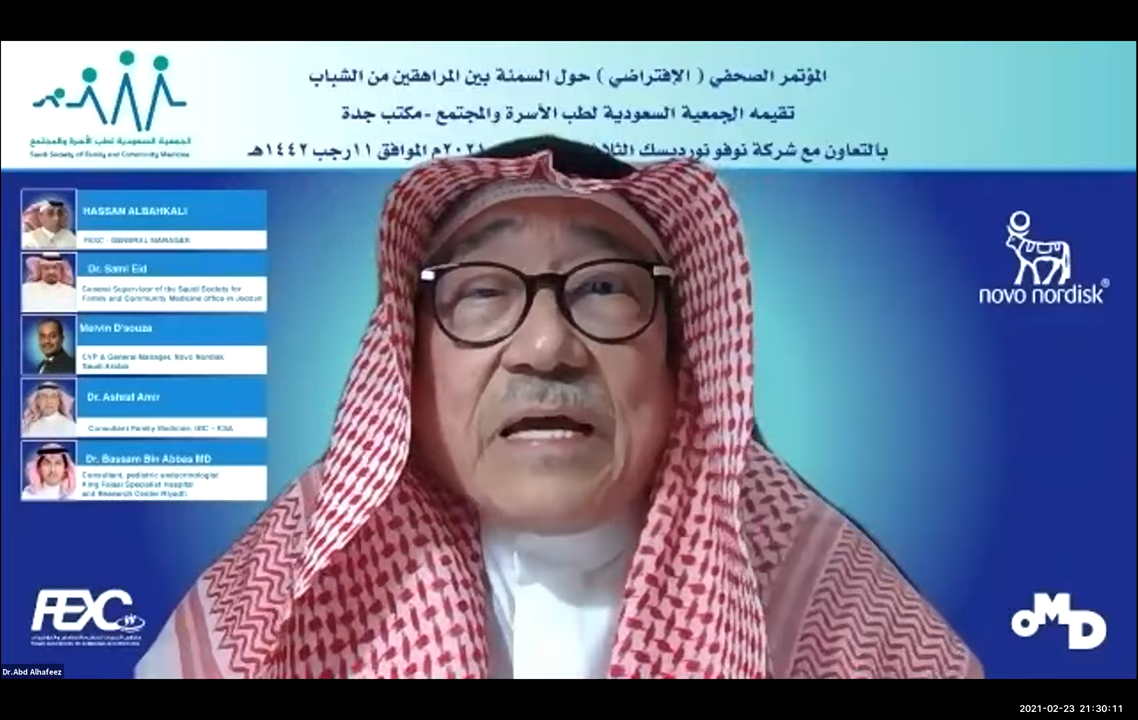 المؤتمر الصحفي ( الإفتراضي ) حول السمنة بين المراهقين من الشباب
تقيمه الجمعية السعودية لطب الأسرة والمجتمع - مكتب جدة
بالتعاون مع شركة نوفو نورديسك ٢٠٢١م الموافق ١١ رجب ١٤٤٢هـ
الجمعية السعودية لطب الأسرة والمجتمع
Saudi Society of Family and Community Medicine
HASSAN ALBAHKALI
FEXC - GENERAL MANAGER
Dr. Sami Eid
General Supervisor of the Saudi Society for
Family and Community Medicine office in Jeddah
Melvin D'souza
CVP & General Manager, Novo Nordisk
Saudi Arabia
Dr. Ashraf Amir
Consultant Family Medicine, IMC - KSA
Dr. Bassam Bin Abbas MD
Consultant, pediatric endocrinologist
King Faisal Specialist Hospital
and Research Center (Riyadh)
novo nordisk®
FEXC
OMD
Dr.Abd Alhafeez
2021-02-23 21:30:11